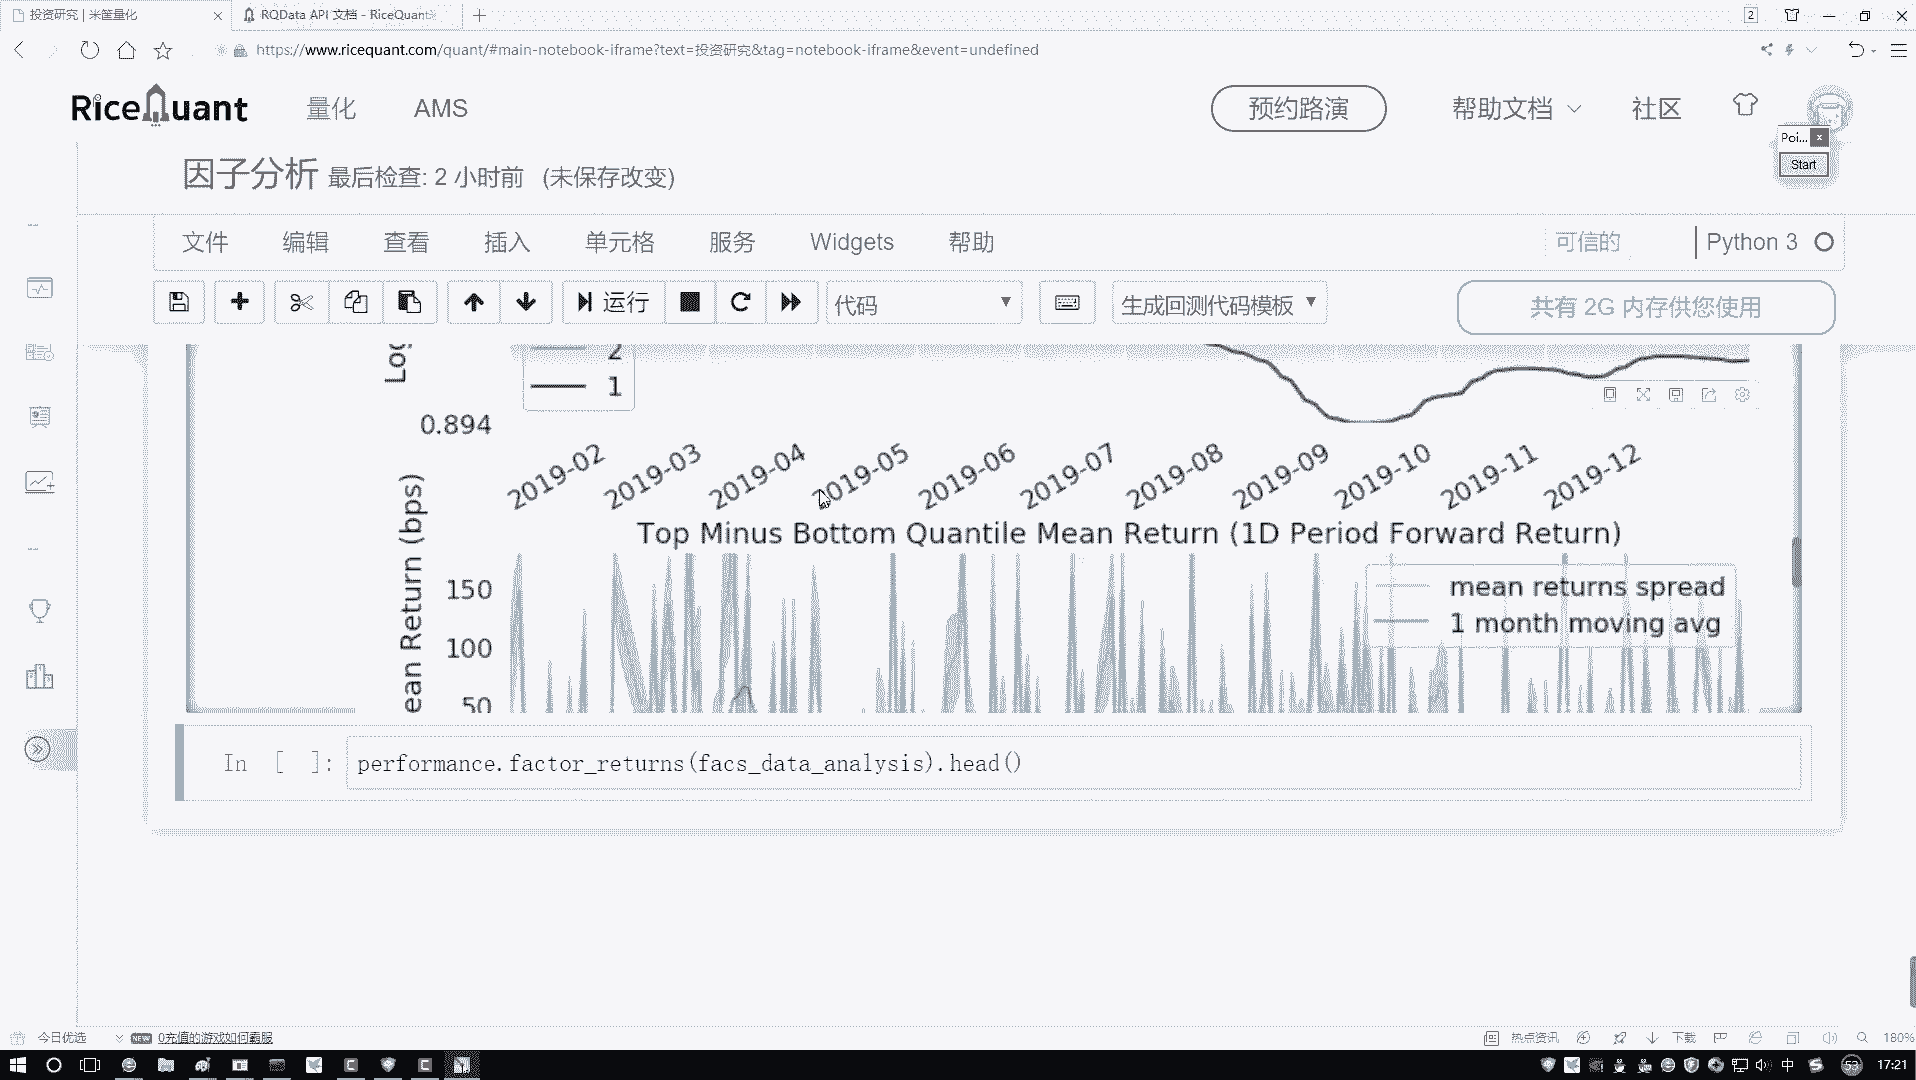 投资研究 | 米筐量化
RQData API 文档 - RiceQuant
2
https://www.ricequant.com/quant/#main-notebook-iframe?text=投资研究&tag=notebook-iframe&event=undefined
RiceQuant
量化
AMS
预约路演
帮助文档
社区
Poi...
Start
因子分析 最后检查: 2 小时前 (未保存改变)
文件
编辑
查看
插入
单元格
服务
Widgets
帮助
可信的
Python 3
运行
代码
生成回测代码模板
共有 2G 内存供您使用
2
1
0.894
2019-02
2019-03
2019-04
2019-05
2019-06
2019-07
2019-08
2019-09
2019-10
2019-11
2019-12
Top Minus Bottom Quantile Mean Return (1D Period Forward Return)
ean Return (bps)
150
100
50
mean returns spread
1 month moving avg
In [ ]:
performance.factor_returns(facs_data_analysis).head()
今日优选
NEW
0充值的游戏如何霸服
热点资讯
下载
180%
中
53
17:21